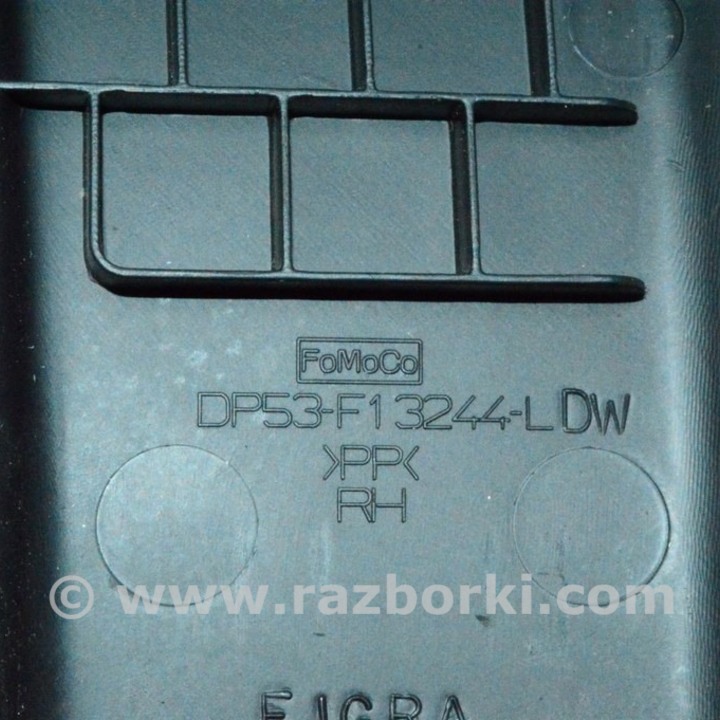 FoMoCo
DP53-F13244-LDW
>PP<
RH
© www.razborki.com